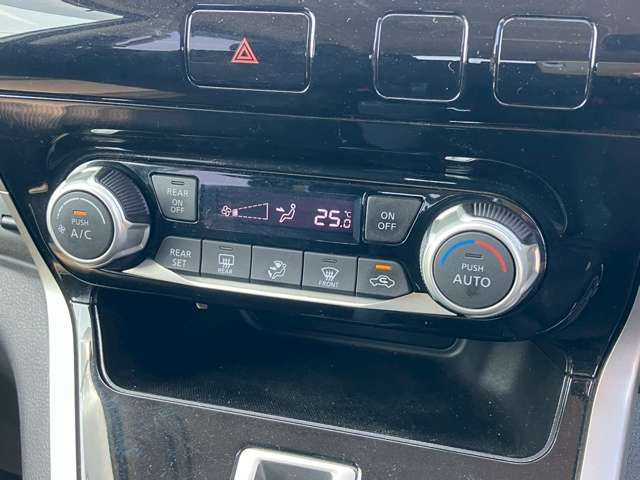 REAR
ON
OFF
25.0
°C
ON
OFF
PUSH
A/C
REAR
SET
REAR
FRONT
PUSH
AUTO